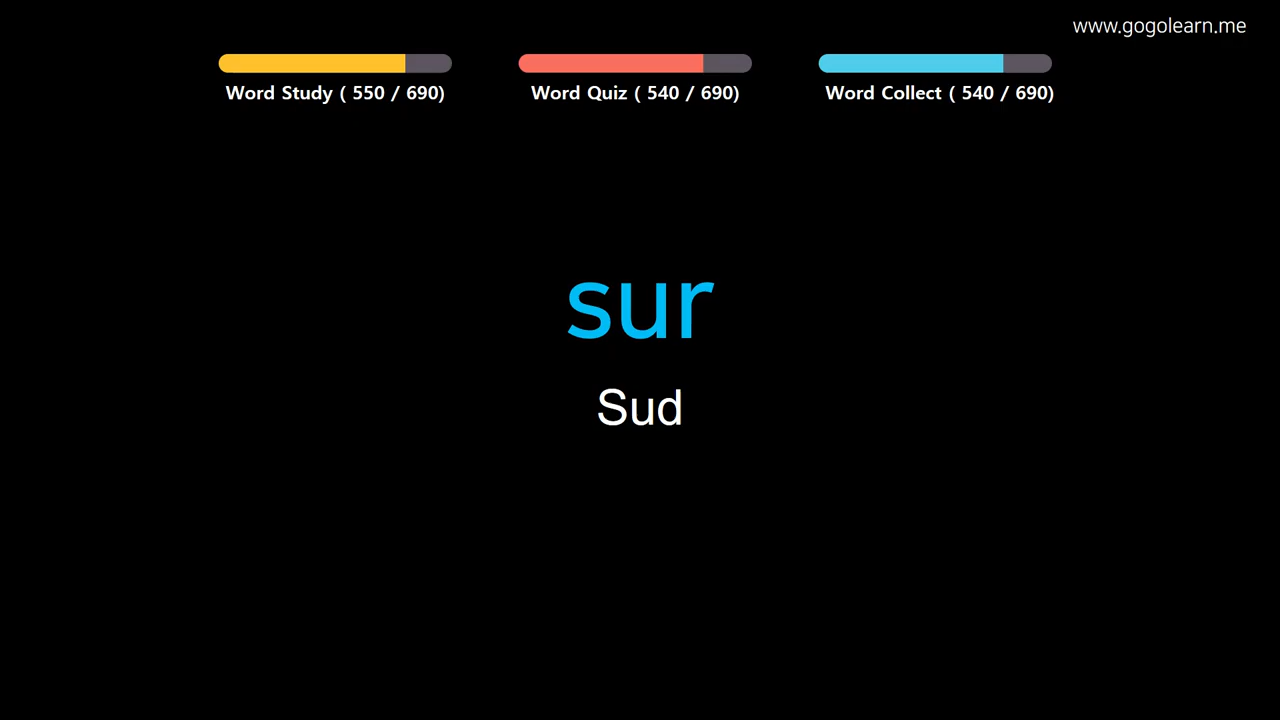 www.gogolearn.me
Word Study ( 550 / 690)
Word Quiz ( 540 / 690)
Word Collect ( 540 / 690)
sur
Sud